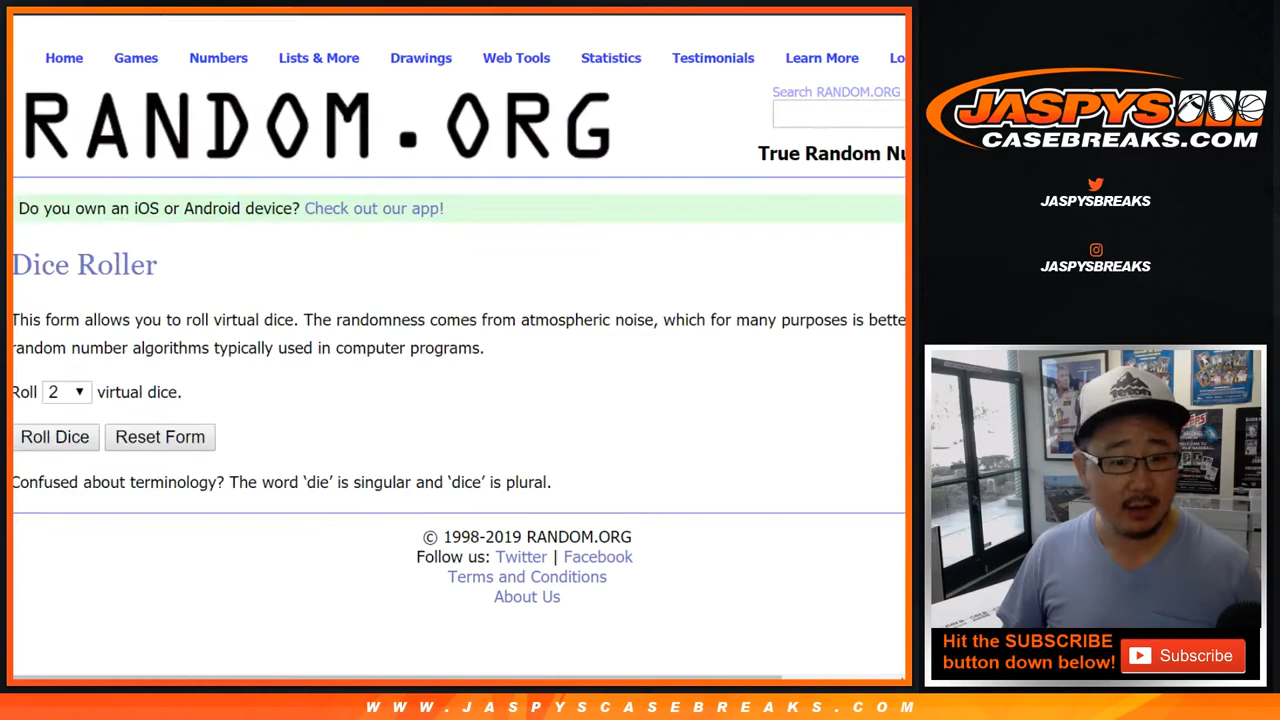 Home Games Numbers Lists & More Drawings Web Tools Statistics Testimonials Learn More Lo
Search RANDOM.ORG
RANDOM.ORG
True Random Nu
Do you own an iOS or Android device? Check out our app!
Dice Roller
This form allows you to roll virtual dice. The randomness comes from atmospheric noise, which for many purposes is bette
random number algorithms typically used in computer programs.
Roll 2 virtual dice.
Roll Dice Reset Form
Confused about terminology? The word ‘die’ is singular and ‘dice’ is plural.
© 1998-2019 RANDOM.ORG
Follow us: Twitter | Facebook
Terms and Conditions
About Us
JASPYS
CASEBREAKS.COM
JASPYSBREAKS
JASPYSBREAKS
TETON
Hit the SUBSCRIBE
button down below!
Subscribe
WWW.JASPYSCASEBREAKS.COM